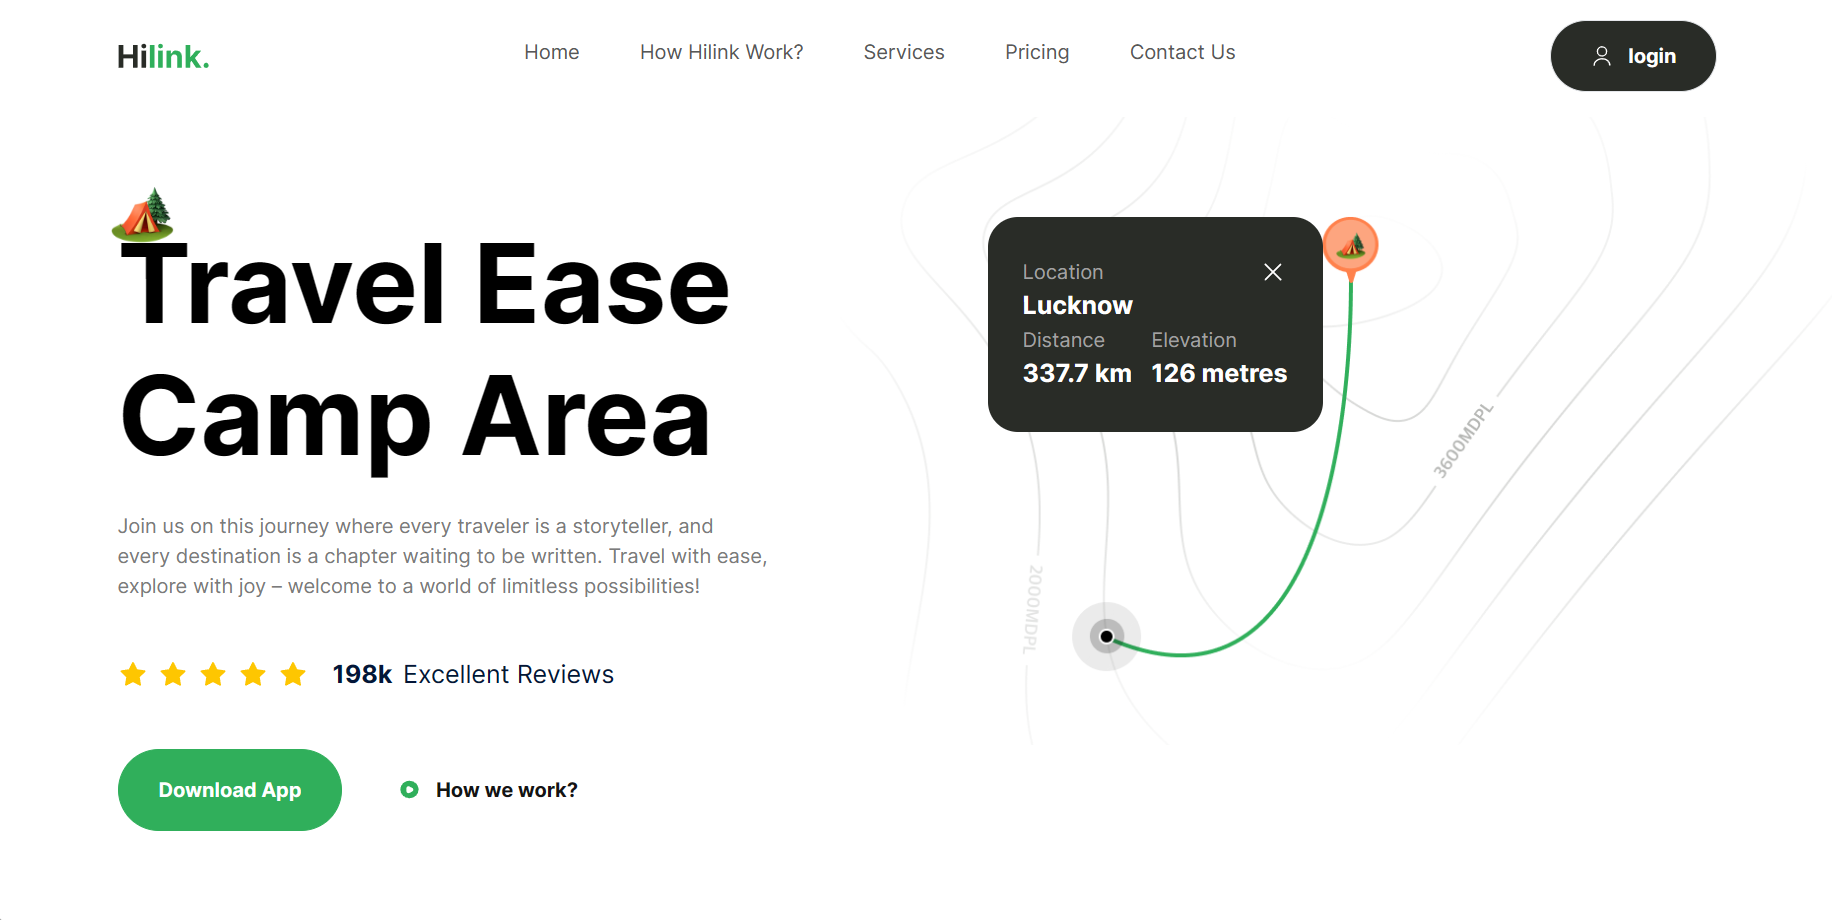 Hilink.
Home
How Hilink Work?
Services
Pricing
Contact Us
login
Travel Ease
Camp Area
Join us on this journey where every traveler is a storyteller, and
every destination is a chapter waiting to be written. Travel with ease,
explore with joy – welcome to a world of limitless possibilities!
198k Excellent Reviews
Download App
How we work?
Location
Lucknow
Distance Elevation
337.7 km 126 metres
3600MDPL
2000MDPL